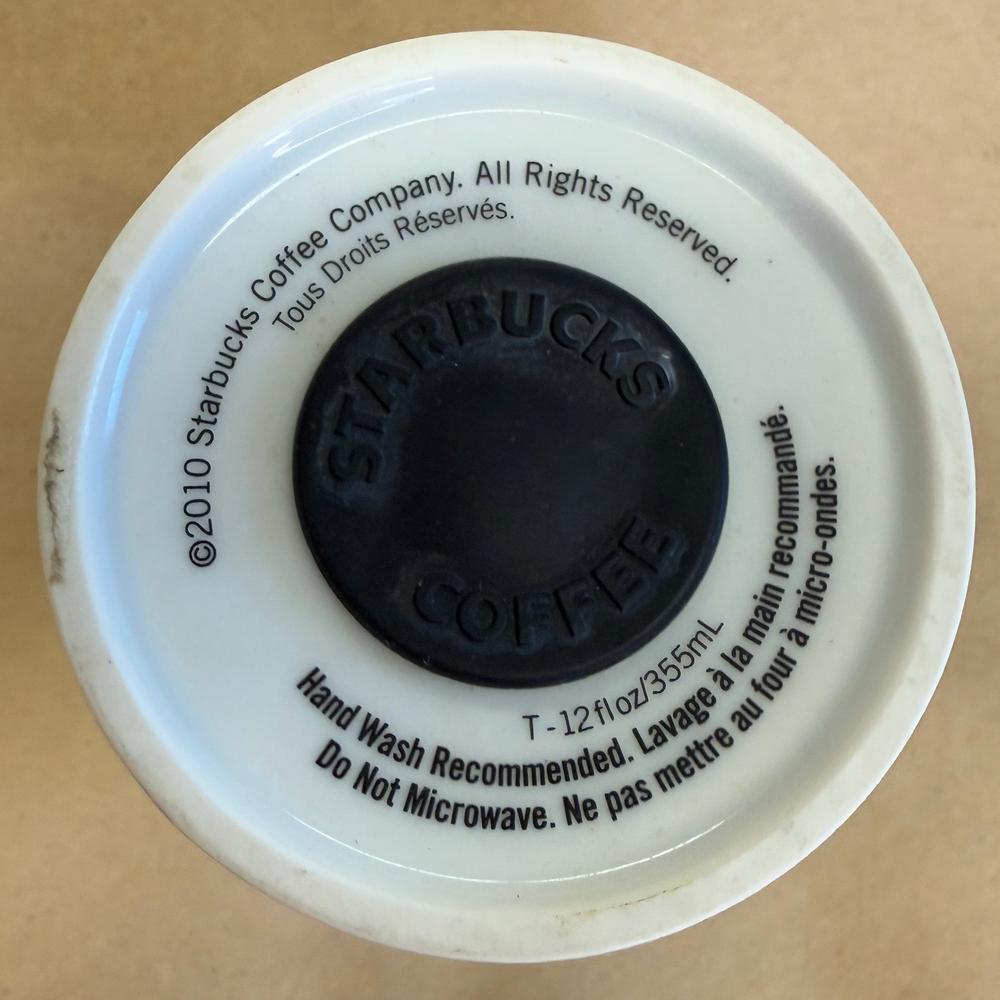 ©2010 Starbucks Coffee Company. All Rights Reserved.
Tous Droits Réservés.
STARBUCKS
COFFEE
T-12 fl oz/355mL
Hand Wash Recommended. Lavage à la main recommandé.
Do Not Microwave. Ne pas mettre au four à micro-ondes.